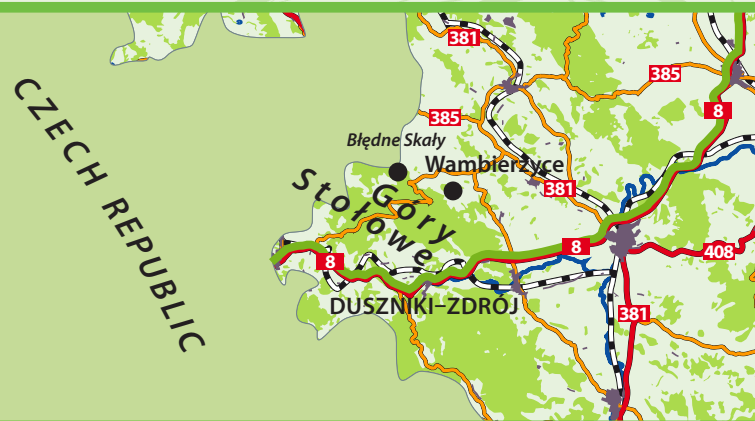 381
385
8
385
Błędne Skały
Wambierzyce
381
Góry
Stołowe
CZECH REPUBLIC
8
8
408
DUSZNIKI–ZDRÓJ
381